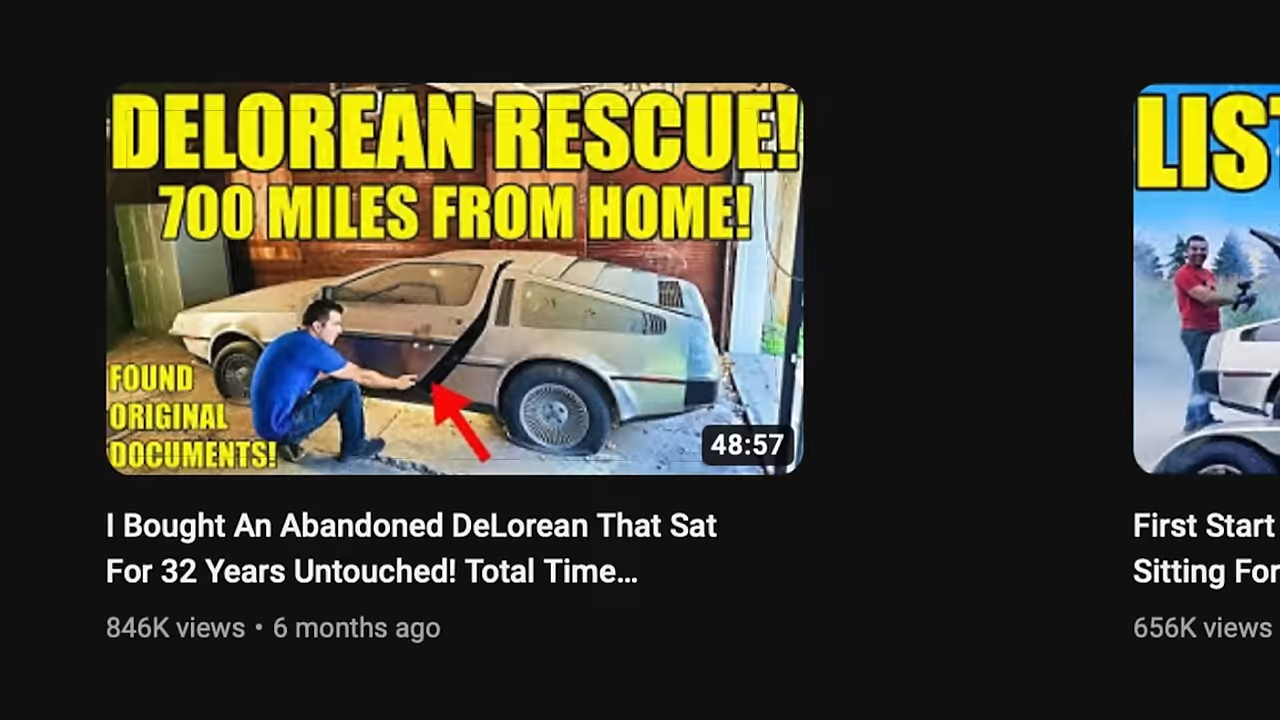 DELOREAN RESCUE!
700 MILES FROM HOME!
FOUND
ORIGINAL
DOCUMENTS!
48:57
I Bought An Abandoned DeLorean That Sat
For 32 Years Untouched! Total Time...
846K views • 6 months ago
First Start
Sitting For
656K views